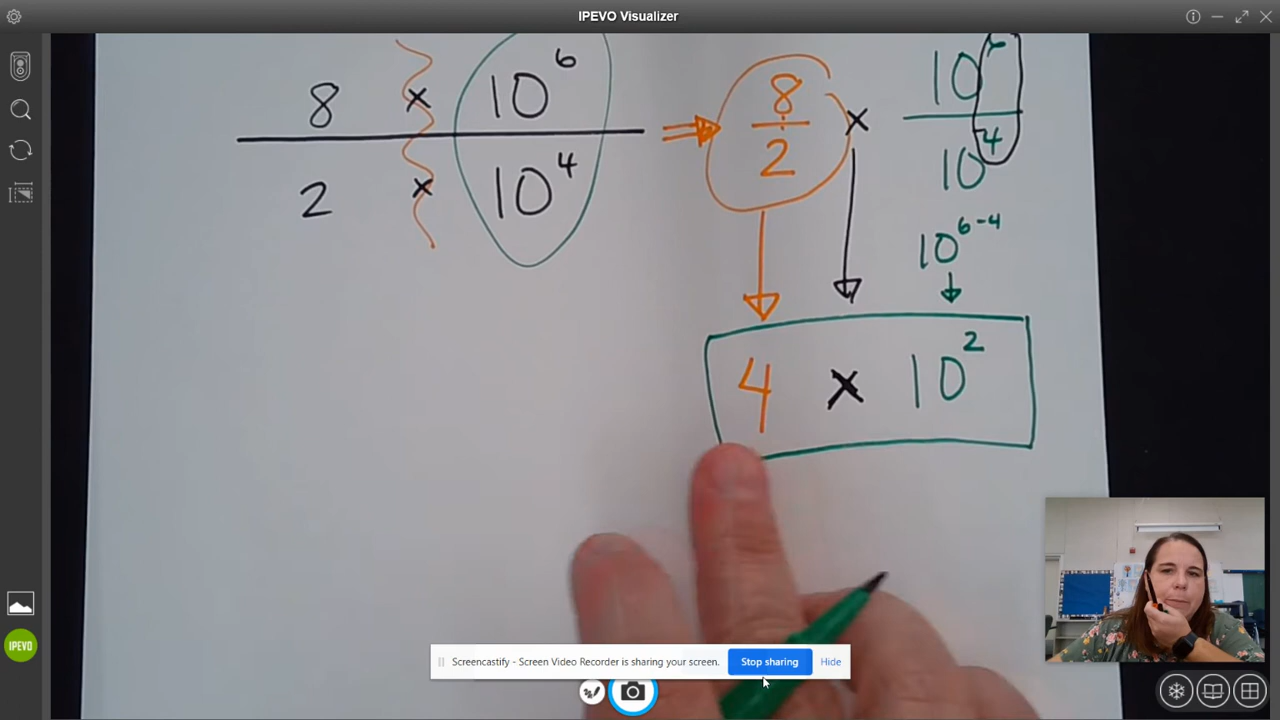 IPEVO Visualizer
8 × 10^6
2 × 10^4
8
2
×
10^6
10^4
10^6-4
4 × 10^2
Screencastify - Screen Video Recorder is sharing your screen.
Stop sharing
Hide
IPEVO